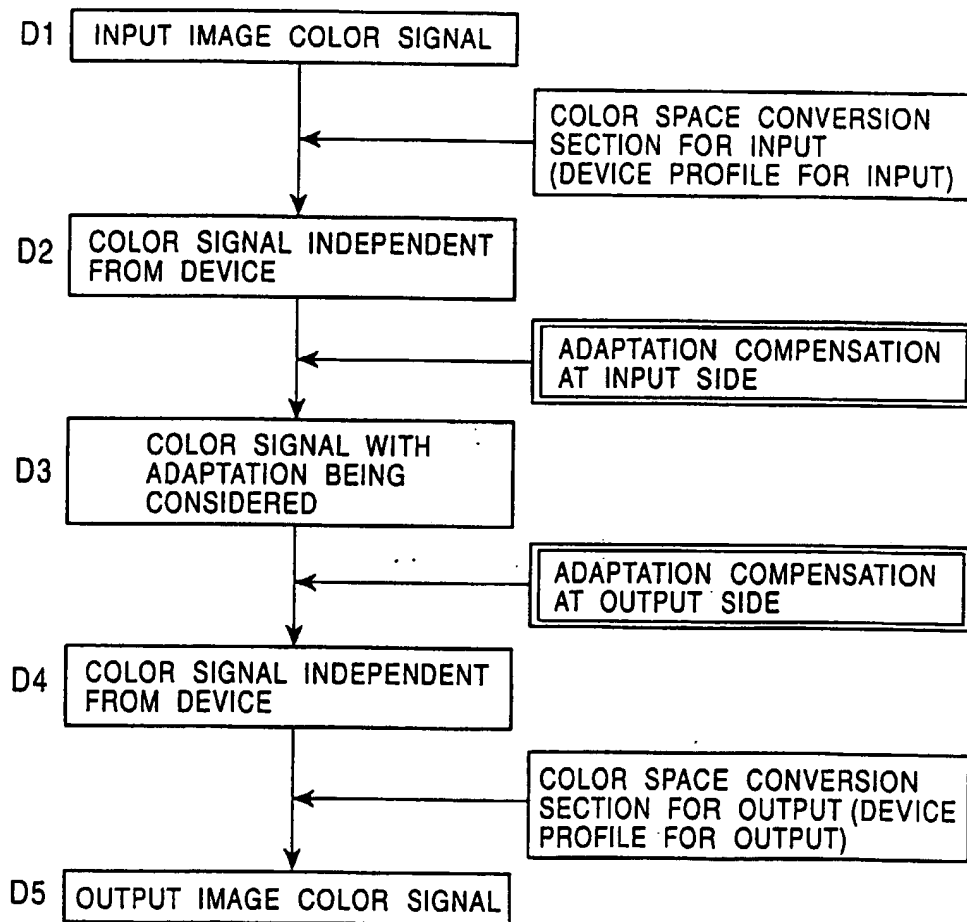 D1 INPUT IMAGE COLOR SIGNAL
COLOR SPACE CONVERSION
SECTION FOR INPUT
(DEVICE PROFILE FOR INPUT)
D2 COLOR SIGNAL INDEPENDENT
FROM DEVICE
ADAPTATION COMPENSATION
AT INPUT SIDE
D3 COLOR SIGNAL WITH
ADAPTATION BEING
CONSIDERED
ADAPTATION COMPENSATION
AT OUTPUT SIDE
D4 COLOR SIGNAL INDEPENDENT
FROM DEVICE
COLOR SPACE CONVERSION
SECTION FOR OUTPUT (DEVICE
PROFILE FOR OUTPUT)
D5 OUTPUT IMAGE COLOR SIGNAL